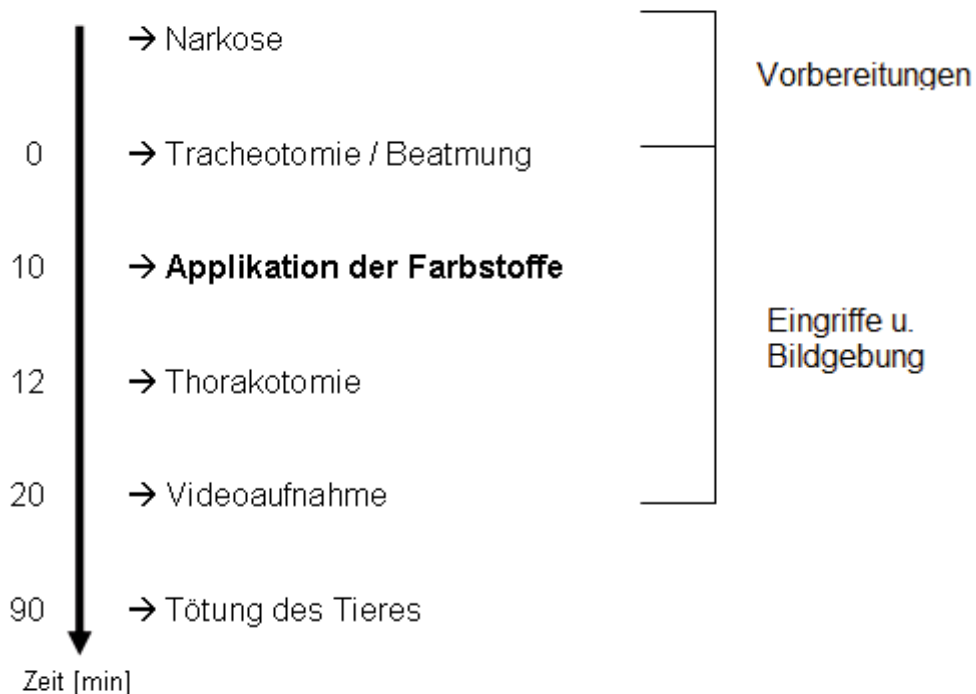 → Narkose
Vorbereitungen
0 → Tracheotomie / Beatmung
10 → Applikation der Farbstoffe
Eingriffe u.
Bildgebung
12 → Thorakotomie
20 → Videoaufnahme
90 → Tötung des Tieres
Zeit [min]